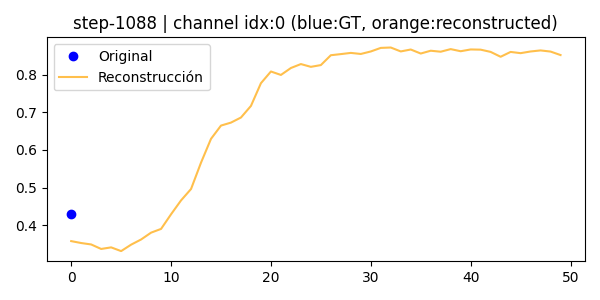 step-1088 | channel idx:0 (blue:GT, orange:reconstructed)
Original
Reconstrucción
0.8
0.7
0.6
0.5
0.4
0 10 20 30 40 50